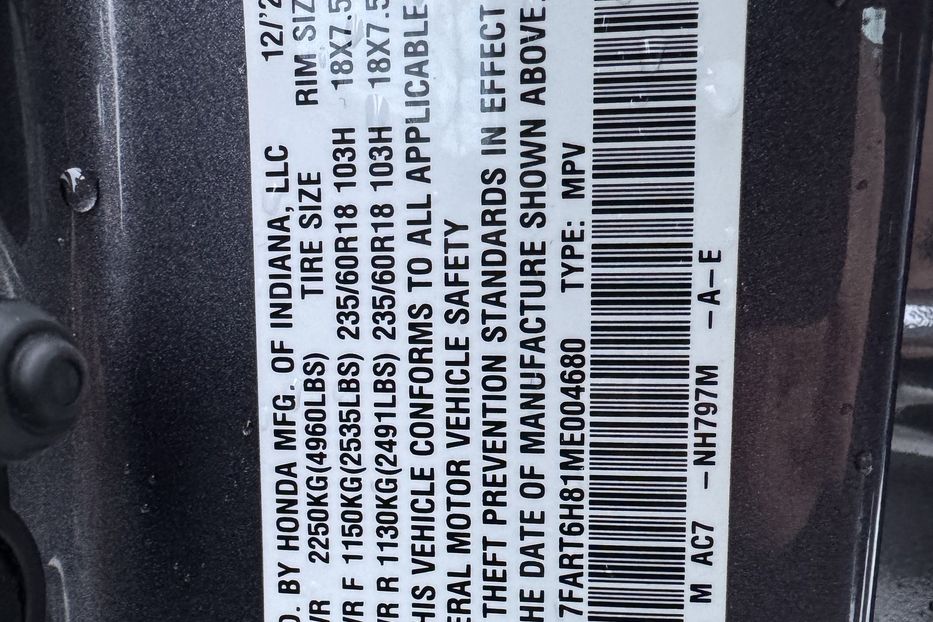 D. BY HONDA MFG. OF INDIANA, LLC 12/'2
VR 2250KG(4960LBS) TIRE SIZE RIM SIZ
VR F 1150KG(2535LBS) 235/60R18 103H 18X7.5
VR R 1130KG(2491LBS) 235/60R18 103H 18X7.5
HIS VEHICLE CONFORMS TO ALL APPLICABLE
ERAL MOTOR VEHICLE SAFETY
THEFT PREVENTION STANDARDS IN EFFECT
HE DATE OF MANUFACTURE SHOWN ABOVE.
7FART6H81ME004680 TYPE: MPV
M AC7 -NH797M -A-E